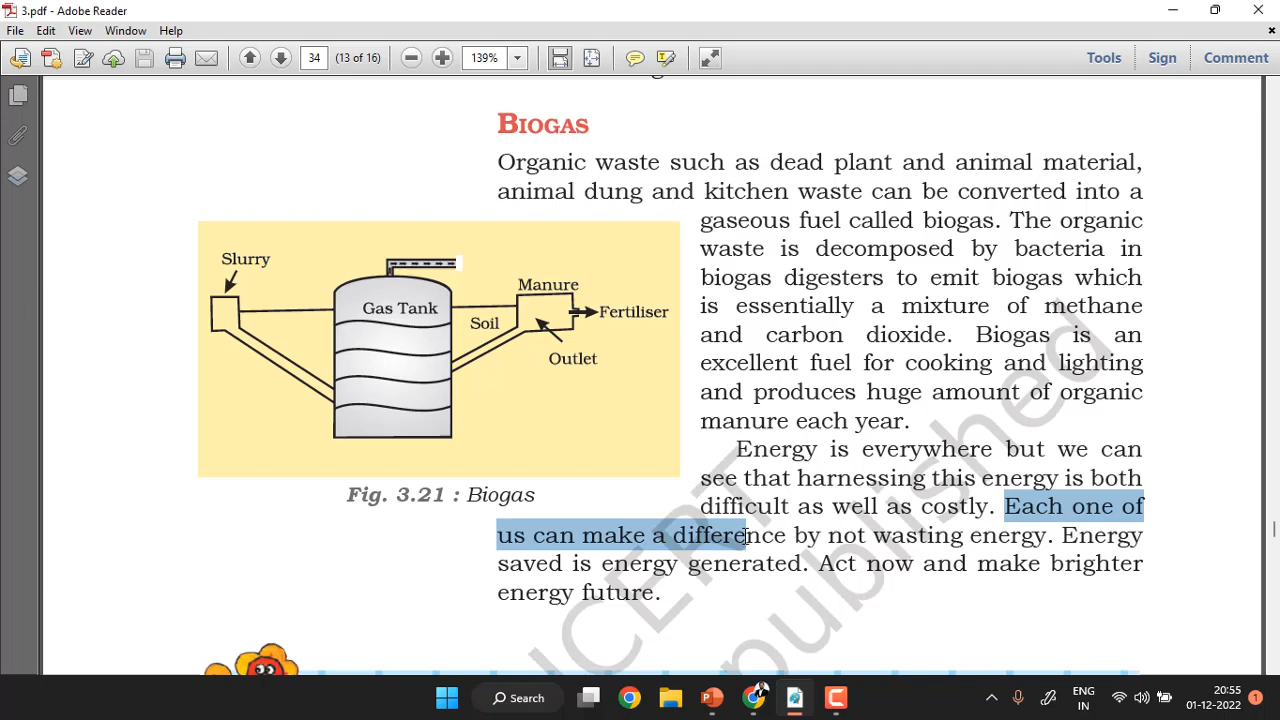 3.pdf - Adobe Reader
File Edit View Window Help
34 (13 of 16) 139% Tools Sign Comment
BIOGAS
Organic waste such as dead plant and animal material,
animal dung and kitchen waste can be converted into a
gaseous fuel called biogas. The organic
waste is decomposed by bacteria in
biogas digesters to emit biogas which
is essentially a mixture of methane
and carbon dioxide. Biogas is an
excellent fuel for cooking and lighting
and produces huge amount of organic
manure each year.
Energy is everywhere but we can
see that harnessing this energy is both
difficult as well as costly. Each one of
us can make a difference by not wasting energy. Energy
saved is energy generated. Act now and make brighter
energy future.
Slurry
Gas Tank
Manure
Soil
Fertiliser
Outlet
Fig. 3.21 : Biogas
NCERT
published
Search
ENG
IN
20:55
01-12-2022
1